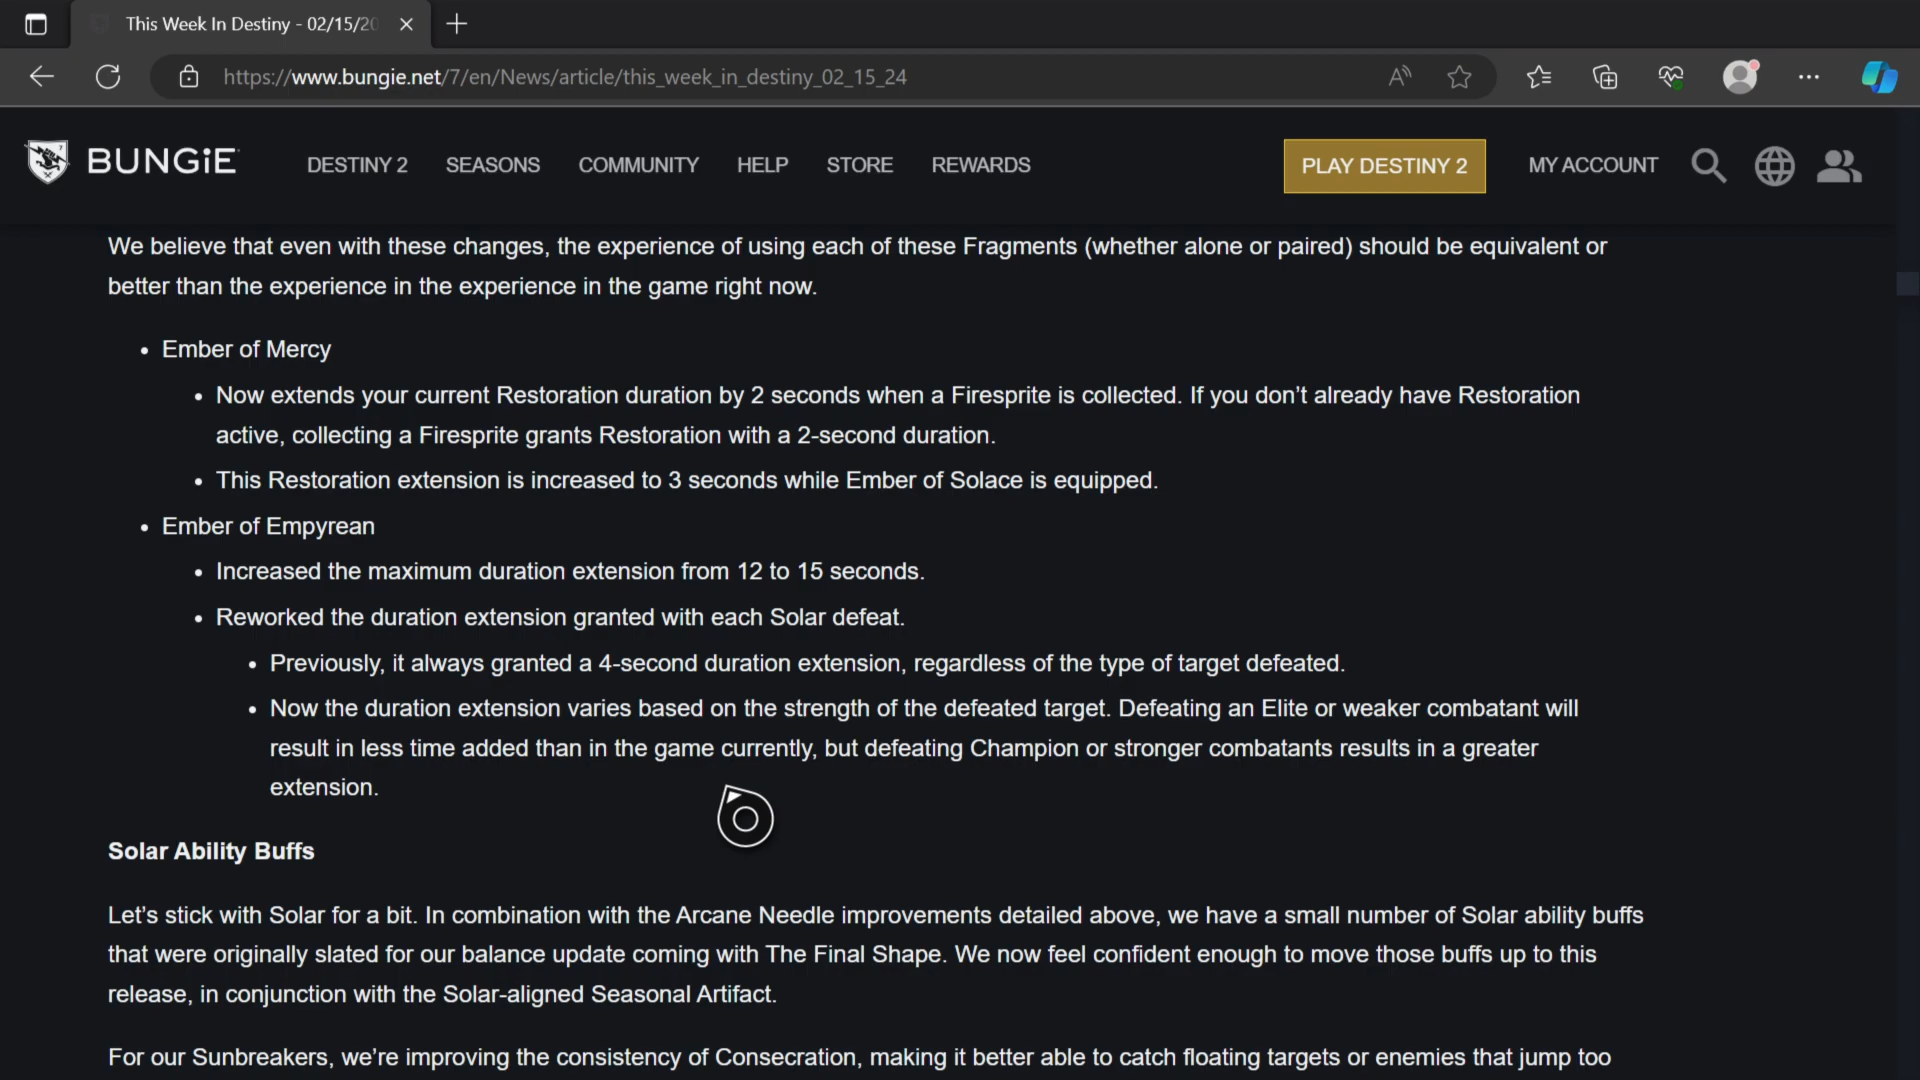 This Week In Destiny - 02/15/20
https://www.bungie.net/7/en/News/article/this_week_in_destiny_02_15_24
BUNGiE
DESTINY 2 SEASONS COMMUNITY HELP STORE REWARDS PLAY DESTINY 2 MY ACCOUNT
We believe that even with these changes, the experience of using each of these Fragments (whether alone or paired) should be equivalent or
better than the experience in the experience in the game right now.
• Ember of Mercy
• Now extends your current Restoration duration by 2 seconds when a Firesprite is collected. If you don’t already have Restoration
active, collecting a Firesprite grants Restoration with a 2-second duration.
• This Restoration extension is increased to 3 seconds while Ember of Solace is equipped.
• Ember of Empyrean
• Increased the maximum duration extension from 12 to 15 seconds.
• Reworked the duration extension granted with each Solar defeat.
• Previously, it always granted a 4-second duration extension, regardless of the type of target defeated.
• Now the duration extension varies based on the strength of the defeated target. Defeating an Elite or weaker combatant will
result in less time added than in the game currently, but defeating Champion or stronger combatants results in a greater
extension.
Solar Ability Buffs
Let’s stick with Solar for a bit. In combination with the Arcane Needle improvements detailed above, we have a small number of Solar ability buffs
that were originally slated for our balance update coming with The Final Shape. We now feel confident enough to move those buffs up to this
release, in conjunction with the Solar-aligned Seasonal Artifact.
For our Sunbreakers, we’re improving the consistency of Consecration, making it better able to catch floating targets or enemies that jump too